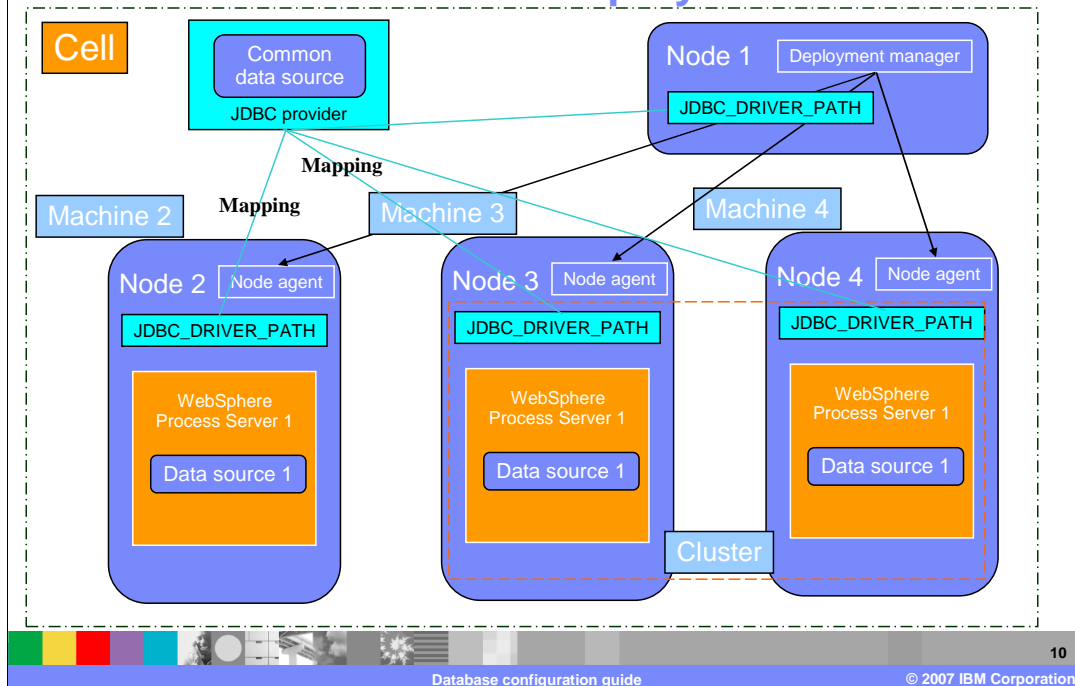 Cell
Common
data source
JDBC provider
Node 1
Deployment manager
JDBC_DRIVER_PATH
Mapping
Mapping
Machine 2
Machine 3
Machine 4
Node 2
Node agent
JDBC_DRIVER_PATH
WebSphere
Process Server 1
Data source 1
Node 3
Node agent
JDBC_DRIVER_PATH
WebSphere
Process Server 1
Data source 1
Node 4
Node agent
JDBC_DRIVER_PATH
WebSphere
Process Server 1
Data source 1
Cluster
10
Database configuration guide
© 2007 IBM Corporation